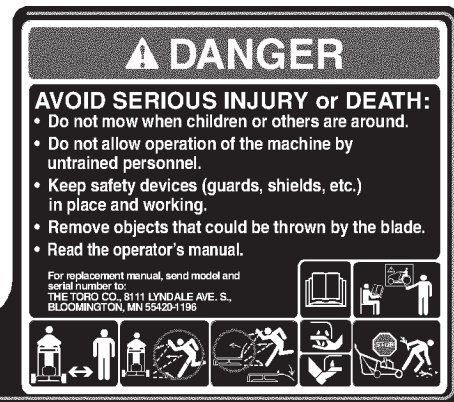 DANGER
AVOID SERIOUS INJURY or DEATH:
• Do not mow when children or others are around.
• Do not allow operation of the machine by
untrained personnel.
• Keep safety devices (guards, shields, etc.)
in place and working.
• Remove objects that could be thrown by the blade.
• Read the operator's manual.
For replacement manual, send model and
serial number to:
THE TORO CO., 8111 LYNDALE AVE. S.,
BLOOMINGTON, MN 55420-1196
STOP